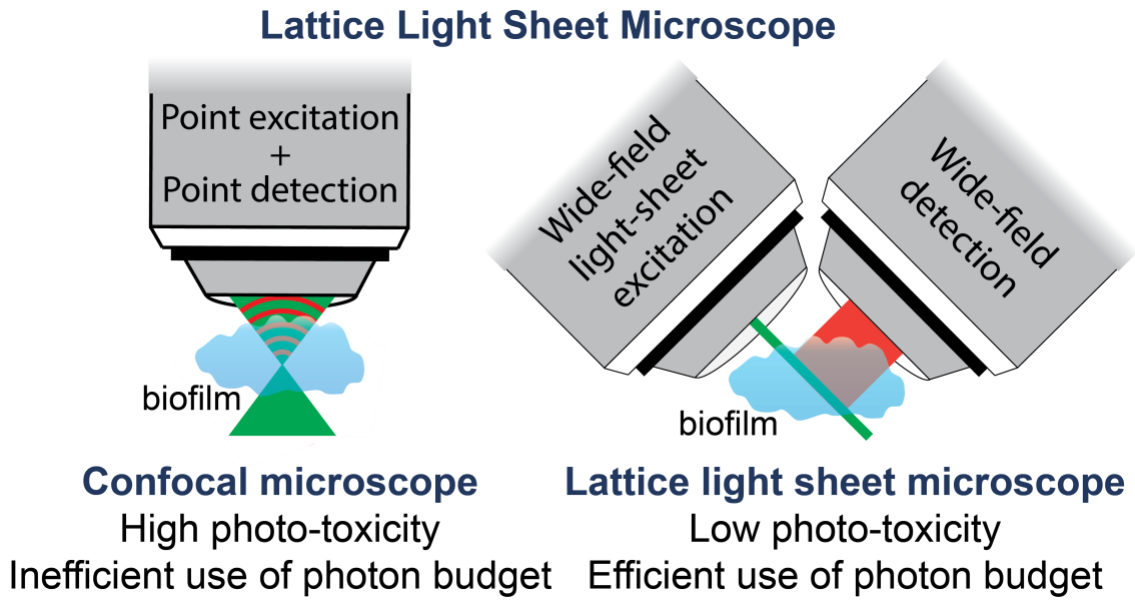 Lattice Light Sheet Microscope
Point excitation
+
Point detection
biofilm
Confocal microscope
High photo-toxicity
Inefficient use of photon budget
Wide-field
light-sheet
excitation
Wide-field
detection
biofilm
Lattice light sheet microscope
Low photo-toxicity
Efficient use of photon budget